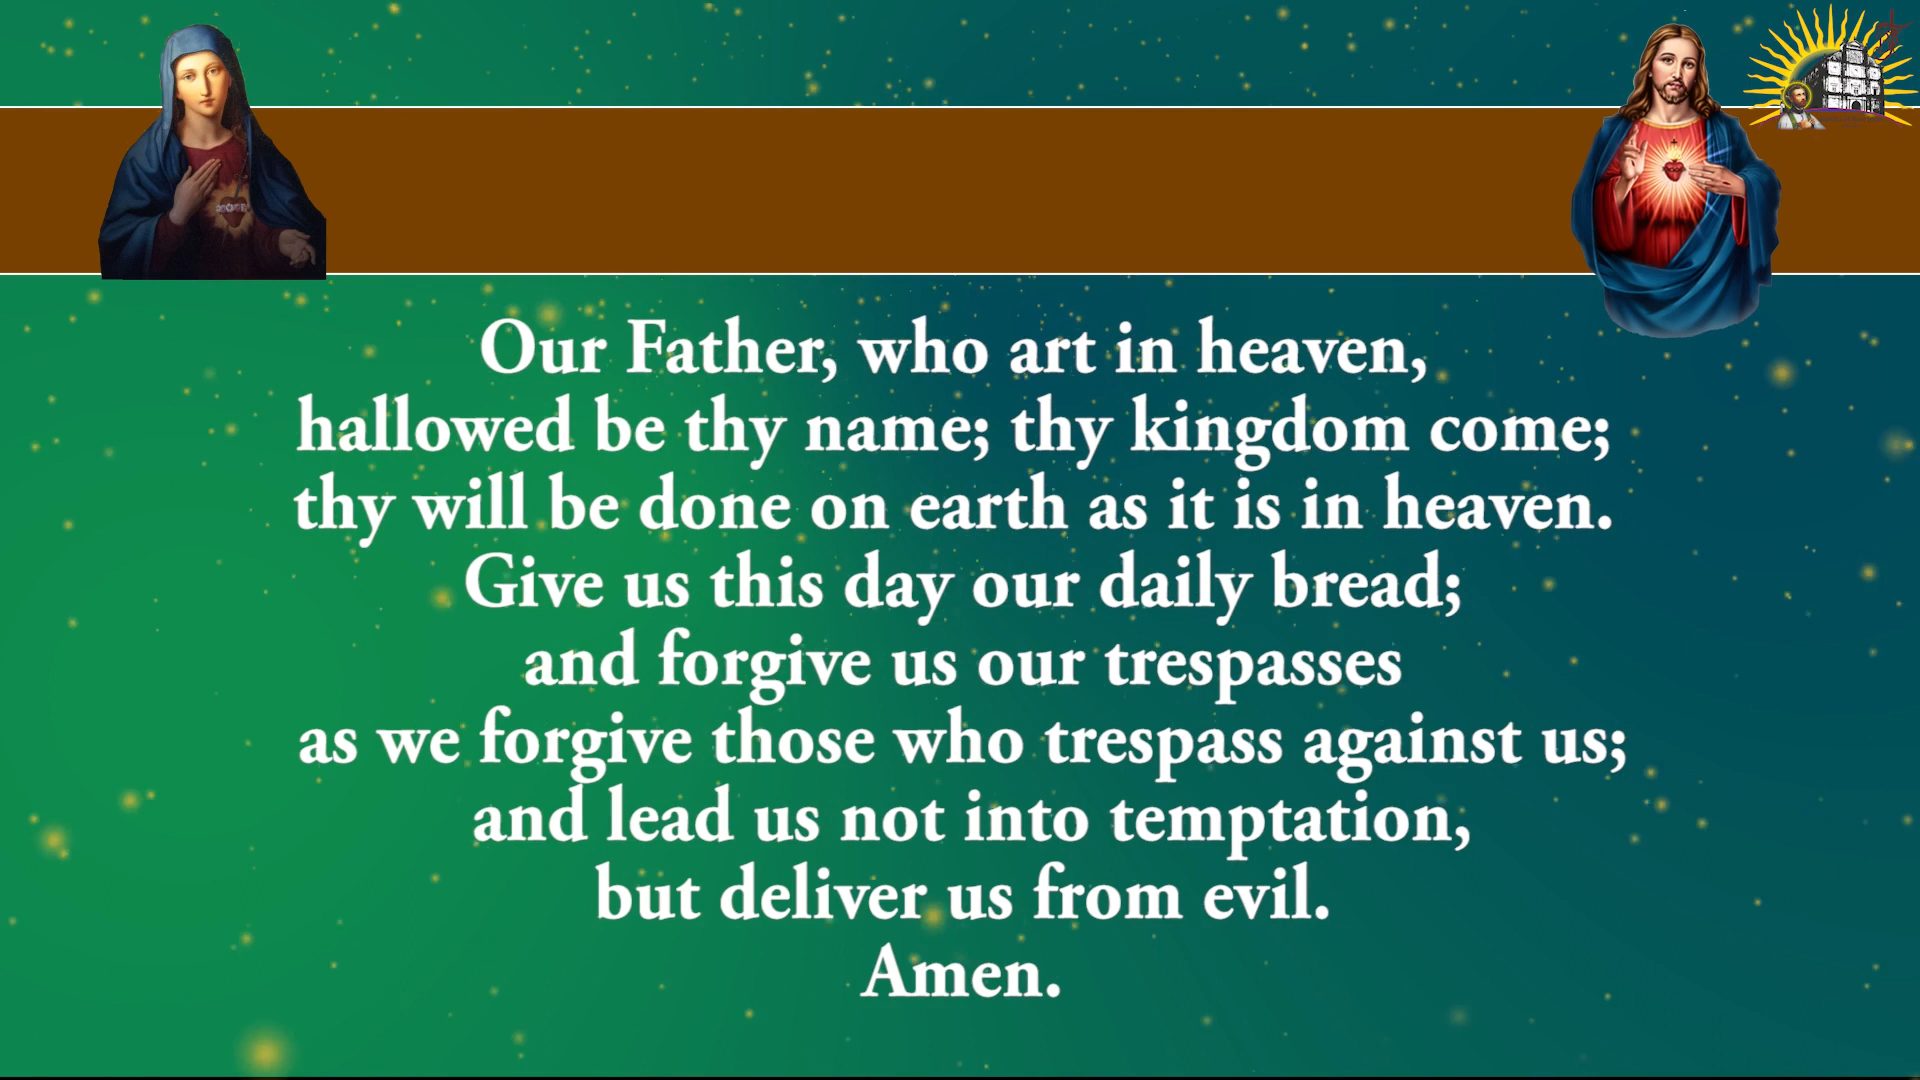 Our Father, who art in heaven,
hallowed be thy name; thy kingdom come;
thy will be done on earth as it is in heaven.
Give us this day our daily bread;
and forgive us our trespasses
as we forgive those who trespass against us;
and lead us not into temptation,
but deliver us from evil.
Amen.